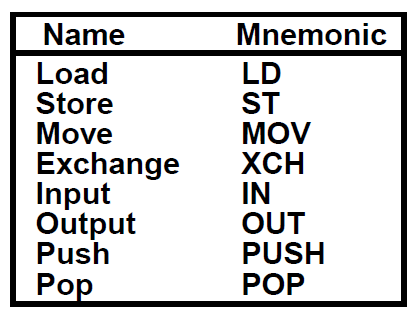 Name Mnemonic
Load LD
Store ST
Move MOV
Exchange XCH
Input IN
Output OUT
Push PUSH
Pop POP